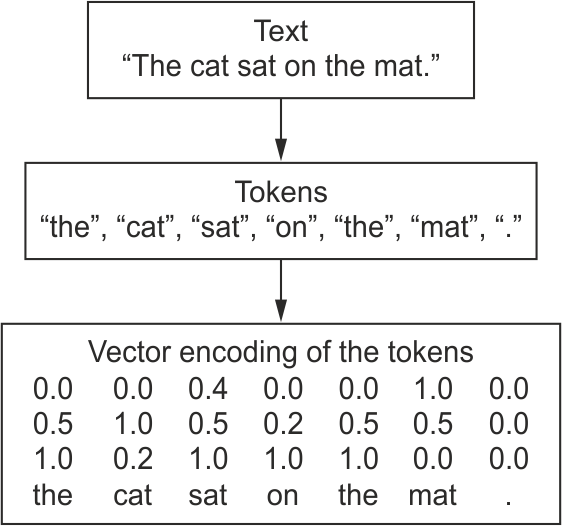 Text
“The cat sat on the mat.”
Tokens
“the”, “cat”, “sat”, “on”, “the”, “mat”, “.”
Vector encoding of the tokens
0.0 0.0 0.4 0.0 0.0 1.0 0.0
0.5 1.0 0.5 0.2 0.5 0.5 0.0
1.0 0.2 1.0 1.0 1.0 0.0 0.0
the cat sat on the mat .